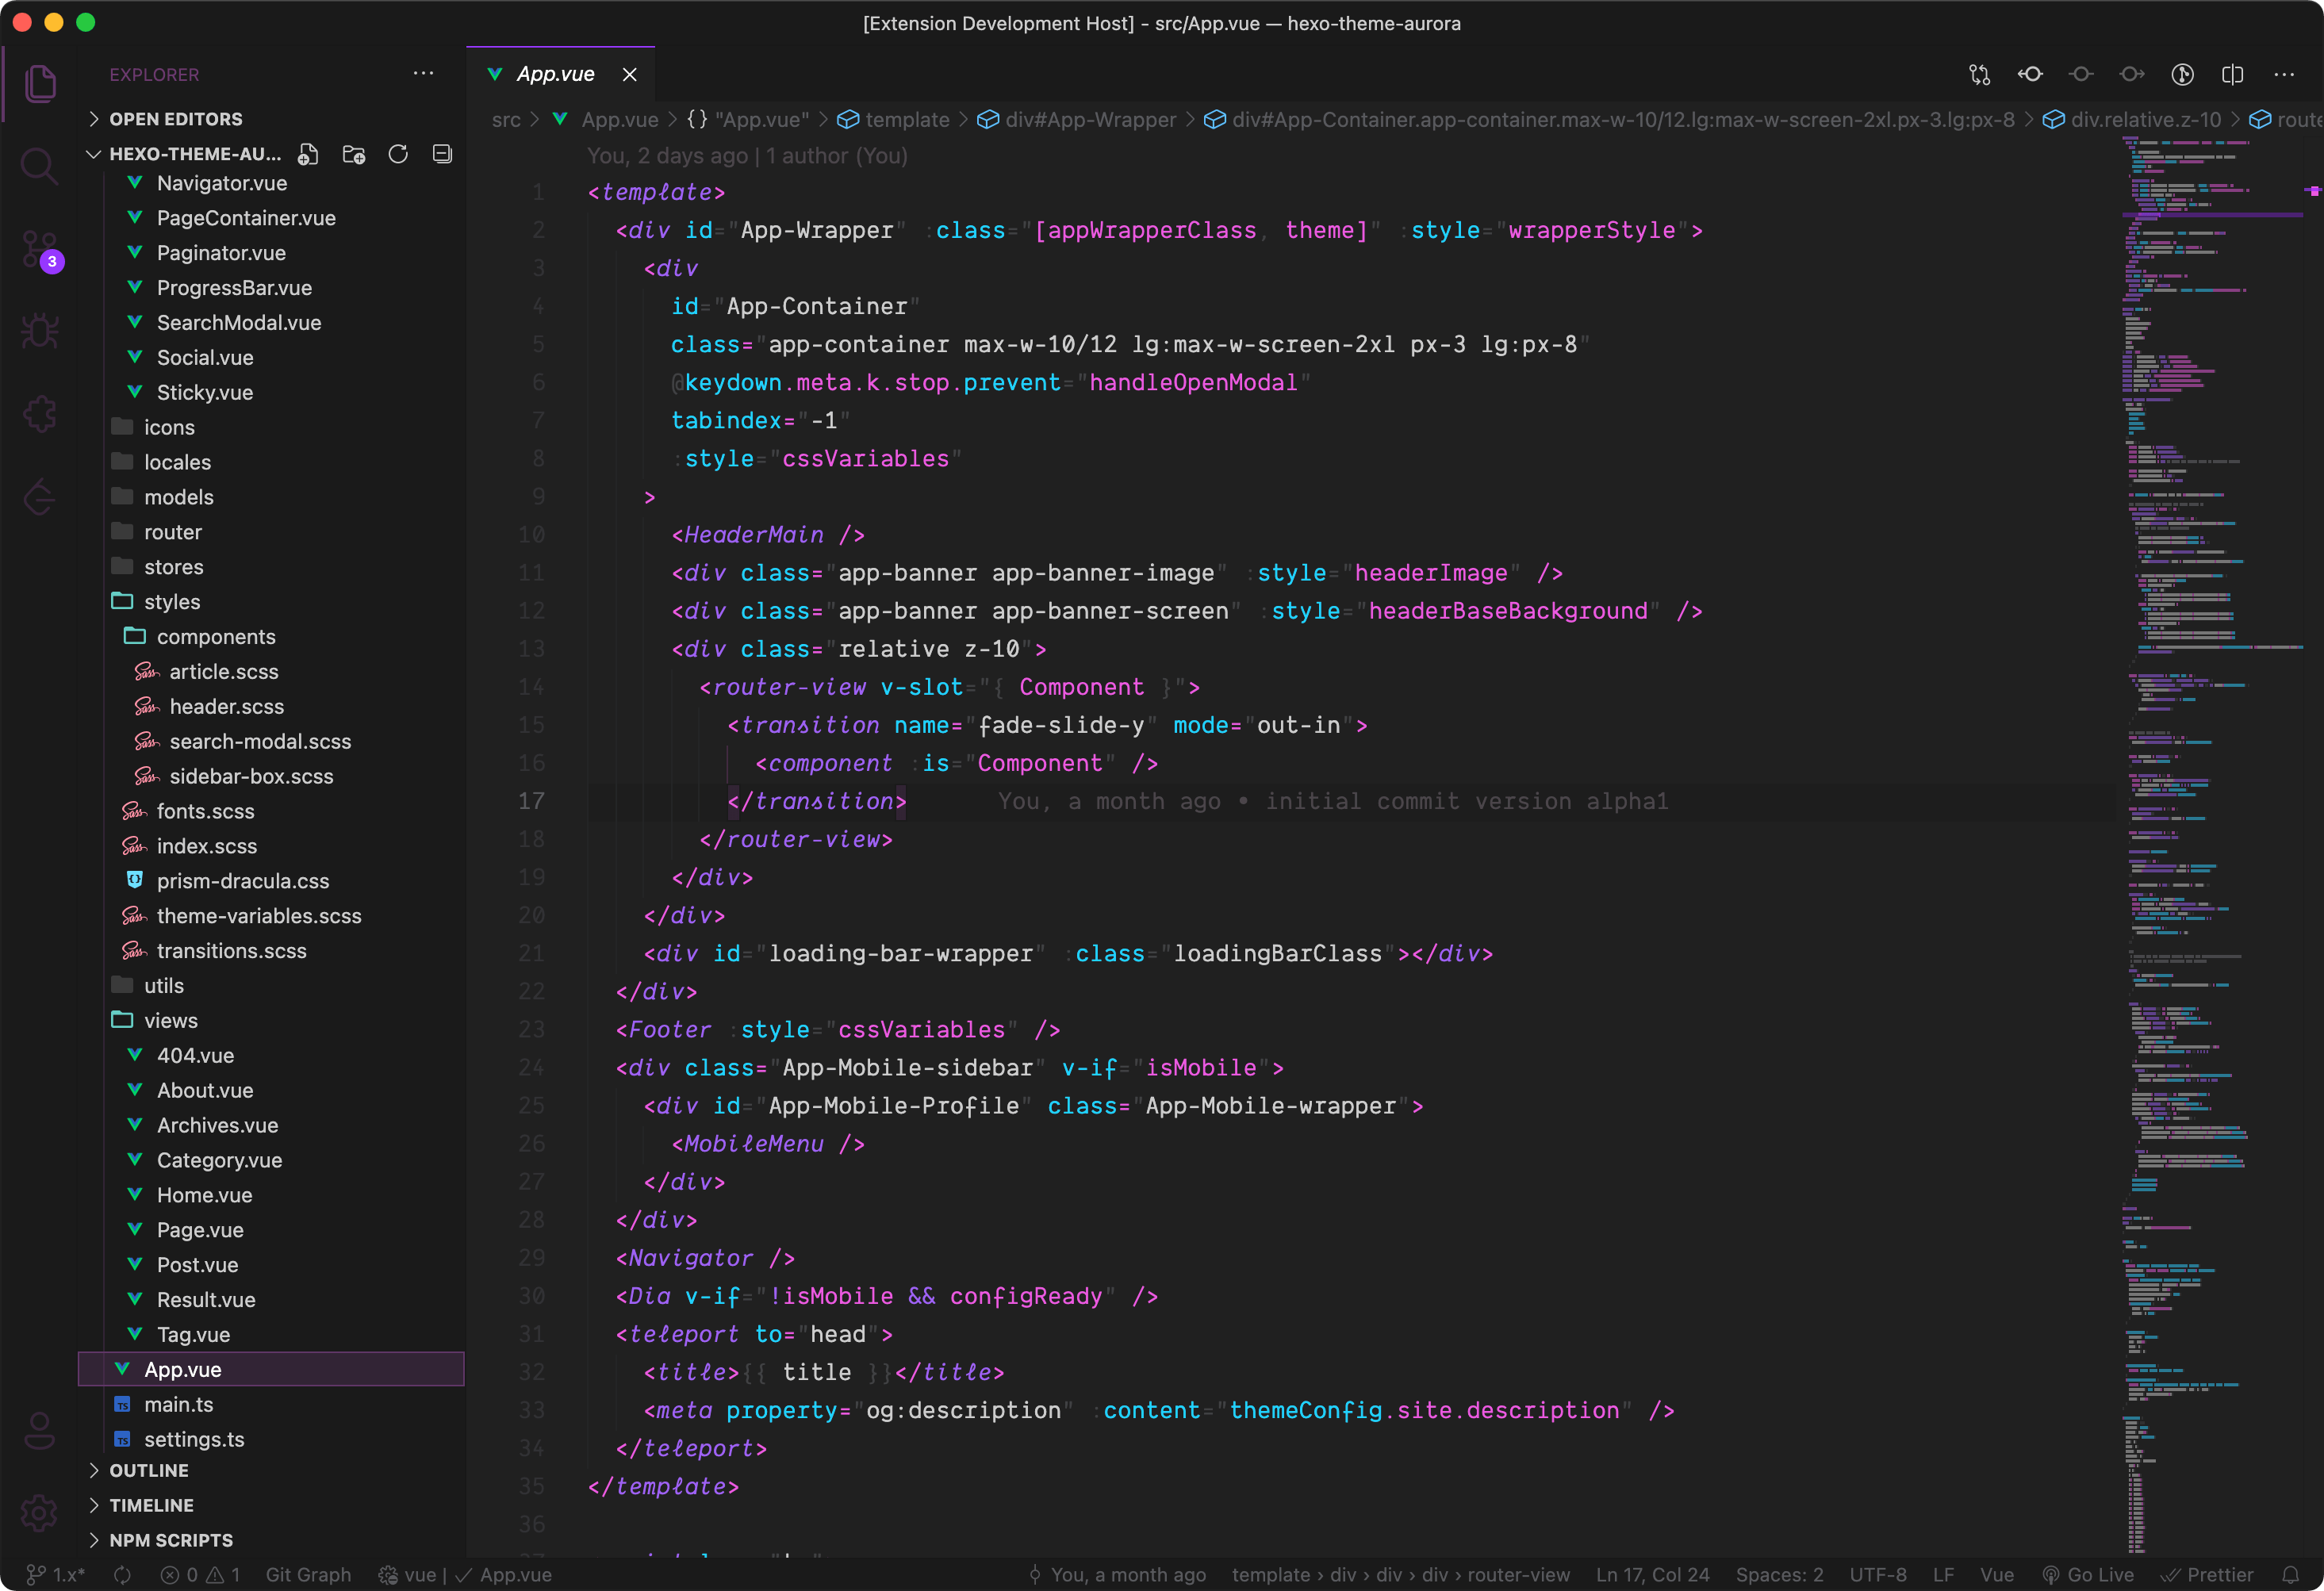 [Extension Development Host] - src/App.vue — hexo-theme-aurora
EXPLORER
OPEN EDITORS
HEXO-THEME-AU...
Navigator.vue
PageContainer.vue
Paginator.vue
ProgressBar.vue
SearchModal.vue
Social.vue
Sticky.vue
icons
locales
models
router
stores
styles
components
article.scss
header.scss
search-modal.scss
sidebar-box.scss
fonts.scss
index.scss
prism-dracula.css
theme-variables.scss
transitions.scss
utils
views
404.vue
About.vue
Archives.vue
Category.vue
Home.vue
Page.vue
Post.vue
Result.vue
Tag.vue
App.vue
main.ts
settings.ts
OUTLINE
TIMELINE
NPM SCRIPTS
3
App.vue
src > App.vue > {} "App.vue" > template > div#App-Wrapper > div#App-Container.app-container.max-w-10/12.lg:max-w-screen-2xl.px-3.lg:px-8 > div.relative.z-10 > route
You, 2 days ago | 1 author (You)
1 <template>
2 <div id="App-Wrapper" :class="[appWrapperClass, theme]" :style="wrapperStyle">
3 <div
4 id="App-Container"
5 class="app-container max-w-10/12 lg:max-w-screen-2xl px-3 lg:px-8"
6 @keydown.meta.k.stop.prevent="handleOpenModal"
7 tabindex="-1"
8 :style="cssVariables"
9 >
10 <HeaderMain />
11 <div class="app-banner app-banner-image" :style="headerImage" />
12 <div class="app-banner app-banner-screen" :style="headerBaseBackground" />
13 <div class="relative z-10">
14 <router-view v-slot="{ Component }">
15 <transition name="fade-slide-y" mode="out-in">
16 <component :is="Component" />
17 </transition> You, a month ago • initial commit version alpha1
18 </router-view>
19 </div>
20 </div>
21 <div id="loading-bar-wrapper" :class="loadingBarClass"></div>
22 </div>
23 <Footer :style="cssVariables" />
24 <div class="App-Mobile-sidebar" v-if="isMobile">
25 <div id="App-Mobile-Profile" class="App-Mobile-wrapper">
26 <MobileMenu />
27 </div>
28 </div>
29 <Navigator />
30 <Dia v-if="!isMobile && configReady" />
31 <teleport to="head">
32 <title>{{ title }}</title>
33 <meta property="og:description" :content="themeConfig.site.description" />
34 </teleport>
35 </template>
36
1.x* 0 1 Git Graph vue | ✓ App.vue You, a month ago template › div › div › div › router-view Ln 17, Col 24 Spaces: 2 UTF-8 LF Vue Go Live Prettier